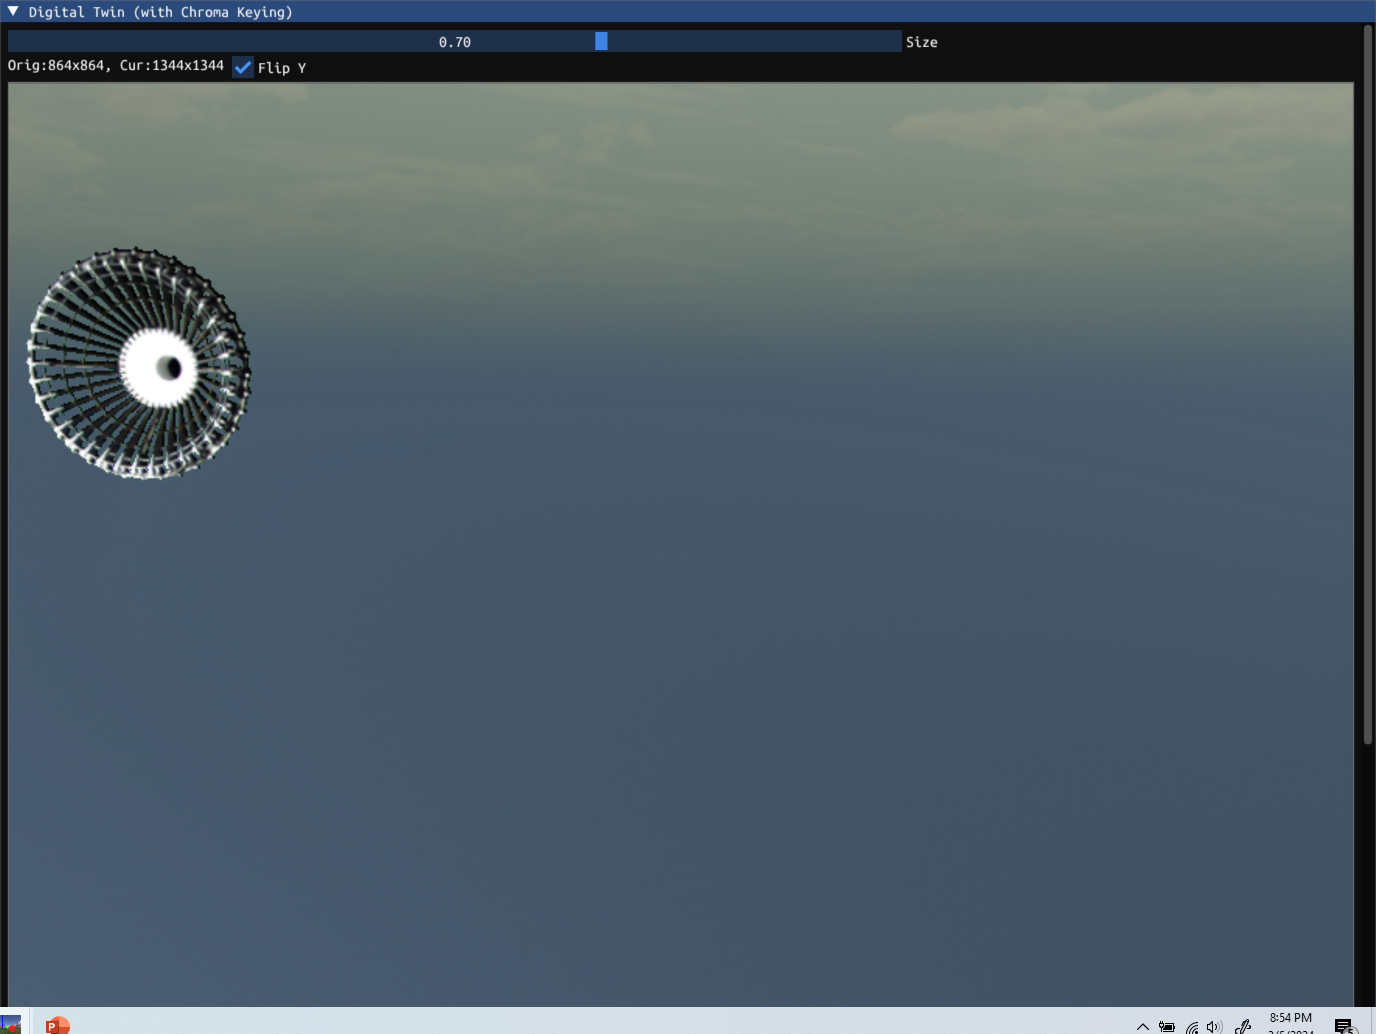 Digital Twin (with Chroma Keying)
0.70 Size
Orig:864x864, Cur:1344x1344 Flip Y
P
8:54 PM